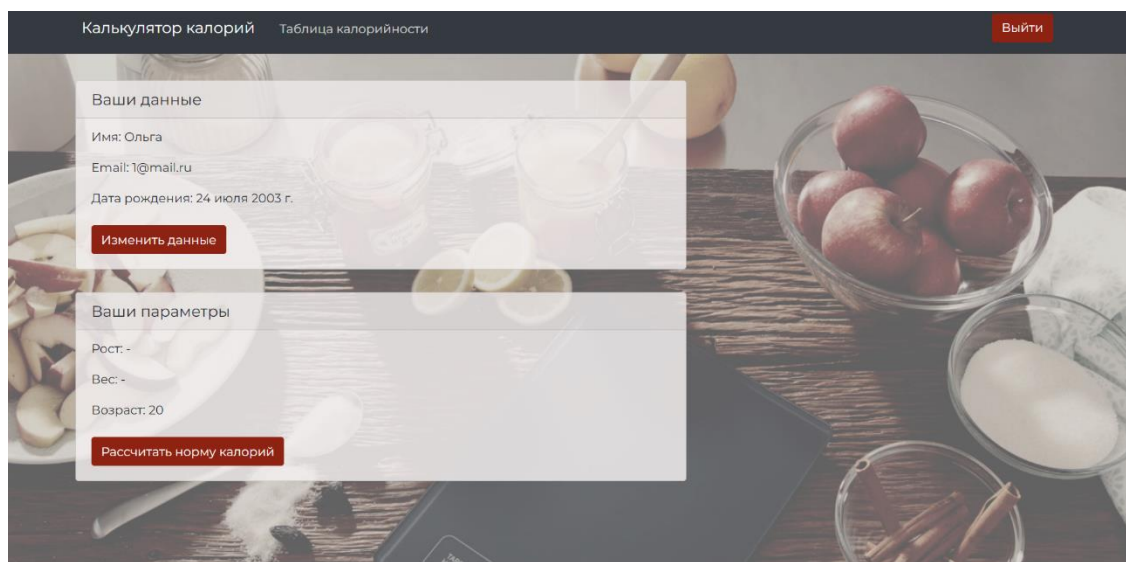 Калькулятор калорий Таблица калорийности Выйти
Ваши данные
Имя: Ольга
Email: 1@mail.ru
Дата рождения: 24 июля 2003 г.
Изменить данные
Ваши параметры
Рост: -
Вес: -
Возраст: 20
Рассчитать норму калорий